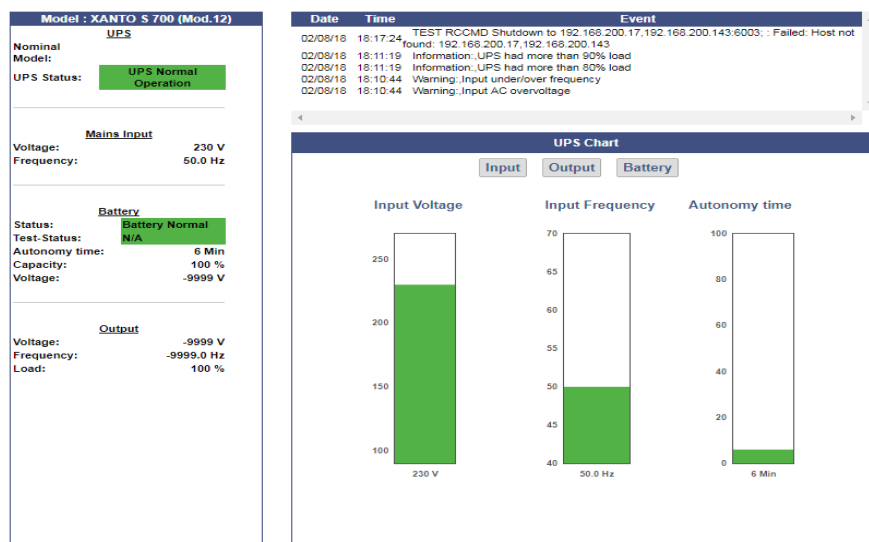 Model : XANTO S 700 (Mod.12)
UPS
Nominal
Model:
UPS Status: UPS Normal
Operation
Mains Input
Voltage: 230 V
Frequency: 50.0 Hz
Battery
Status: Battery Normal
Test-Status: N/A
Autonomy time: 6 Min
Capacity: 100 %
Voltage: -9999 V
Output
Voltage: -9999 V
Frequency: -9999.0 Hz
Load: 100 %
Date Time Event
02/08/18 18:17:24, TEST RCCMD Shutdown to 192.168.200.17,192.168.200.143:6003; : Failed: Host not
found: 192.168.200.17,192.168.200.143
02/08/18 18:11:19 Information:,UPS had more than 90% load
02/08/18 18:11:19 Information:,UPS had more than 80% load
02/08/18 18:10:44 Warning:,Input under/over frequency
02/08/18 18:10:44 Warning:,Input AC overvoltage
UPS Chart
Input Output Battery
Input Voltage Input Frequency Autonomy time
250
200
150
100
230 V
70
65
60
55
50
45
40
50.0 Hz
100
80
60
40
20
0
6 Min